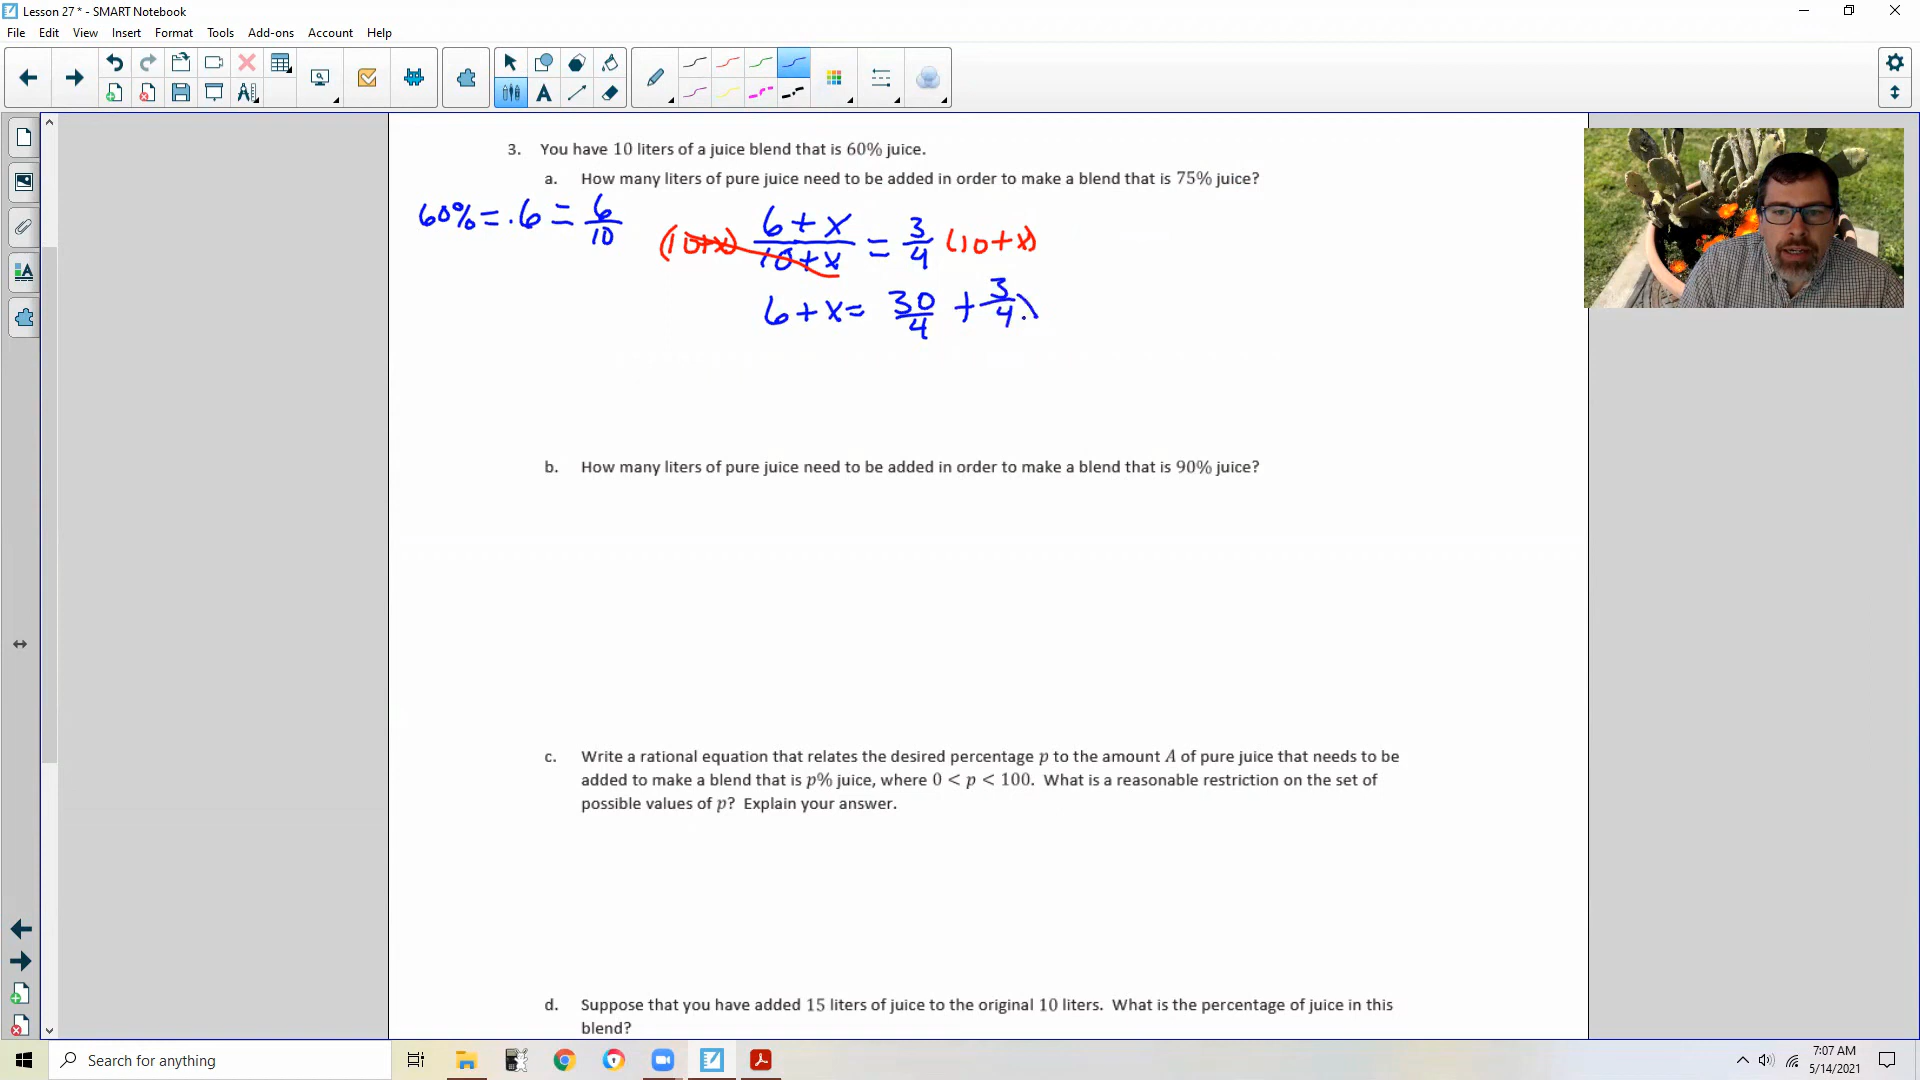 Lesson 27 * - SMART Notebook
File Edit View Insert Format Tools Add-ons Account Help
3. You have 10 liters of a juice blend that is 60% juice.
a. How many liters of pure juice need to be added in order to make a blend that is 75% juice?
60% = .6 = 6/10
(10+x) 6+x/10+x = 3/4 (10+x)
6+x = 30/4 + 3/4
b. How many liters of pure juice need to be added in order to make a blend that is 90% juice?
c. Write a rational equation that relates the desired percentage p to the amount A of pure juice that needs to be
added to make a blend that is p% juice, where 0 < p < 100. What is a reasonable restriction on the set of
possible values of p? Explain your answer.
d. Suppose that you have added 15 liters of juice to the original 10 liters. What is the percentage of juice in this
blend?
Search for anything
7:07 AM
5/14/2021